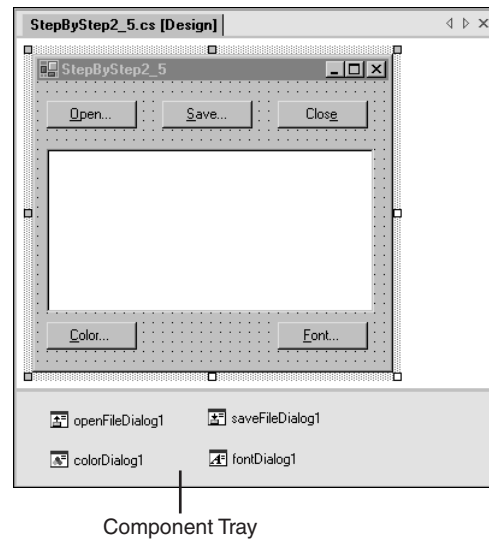 StepByStep2_5.cs [Design]
StepByStep2_5
Open... Save... Close
Color... Font...
openFileDialog1 saveFileDialog1
colorDialog1 fontDialog1
Component Tray